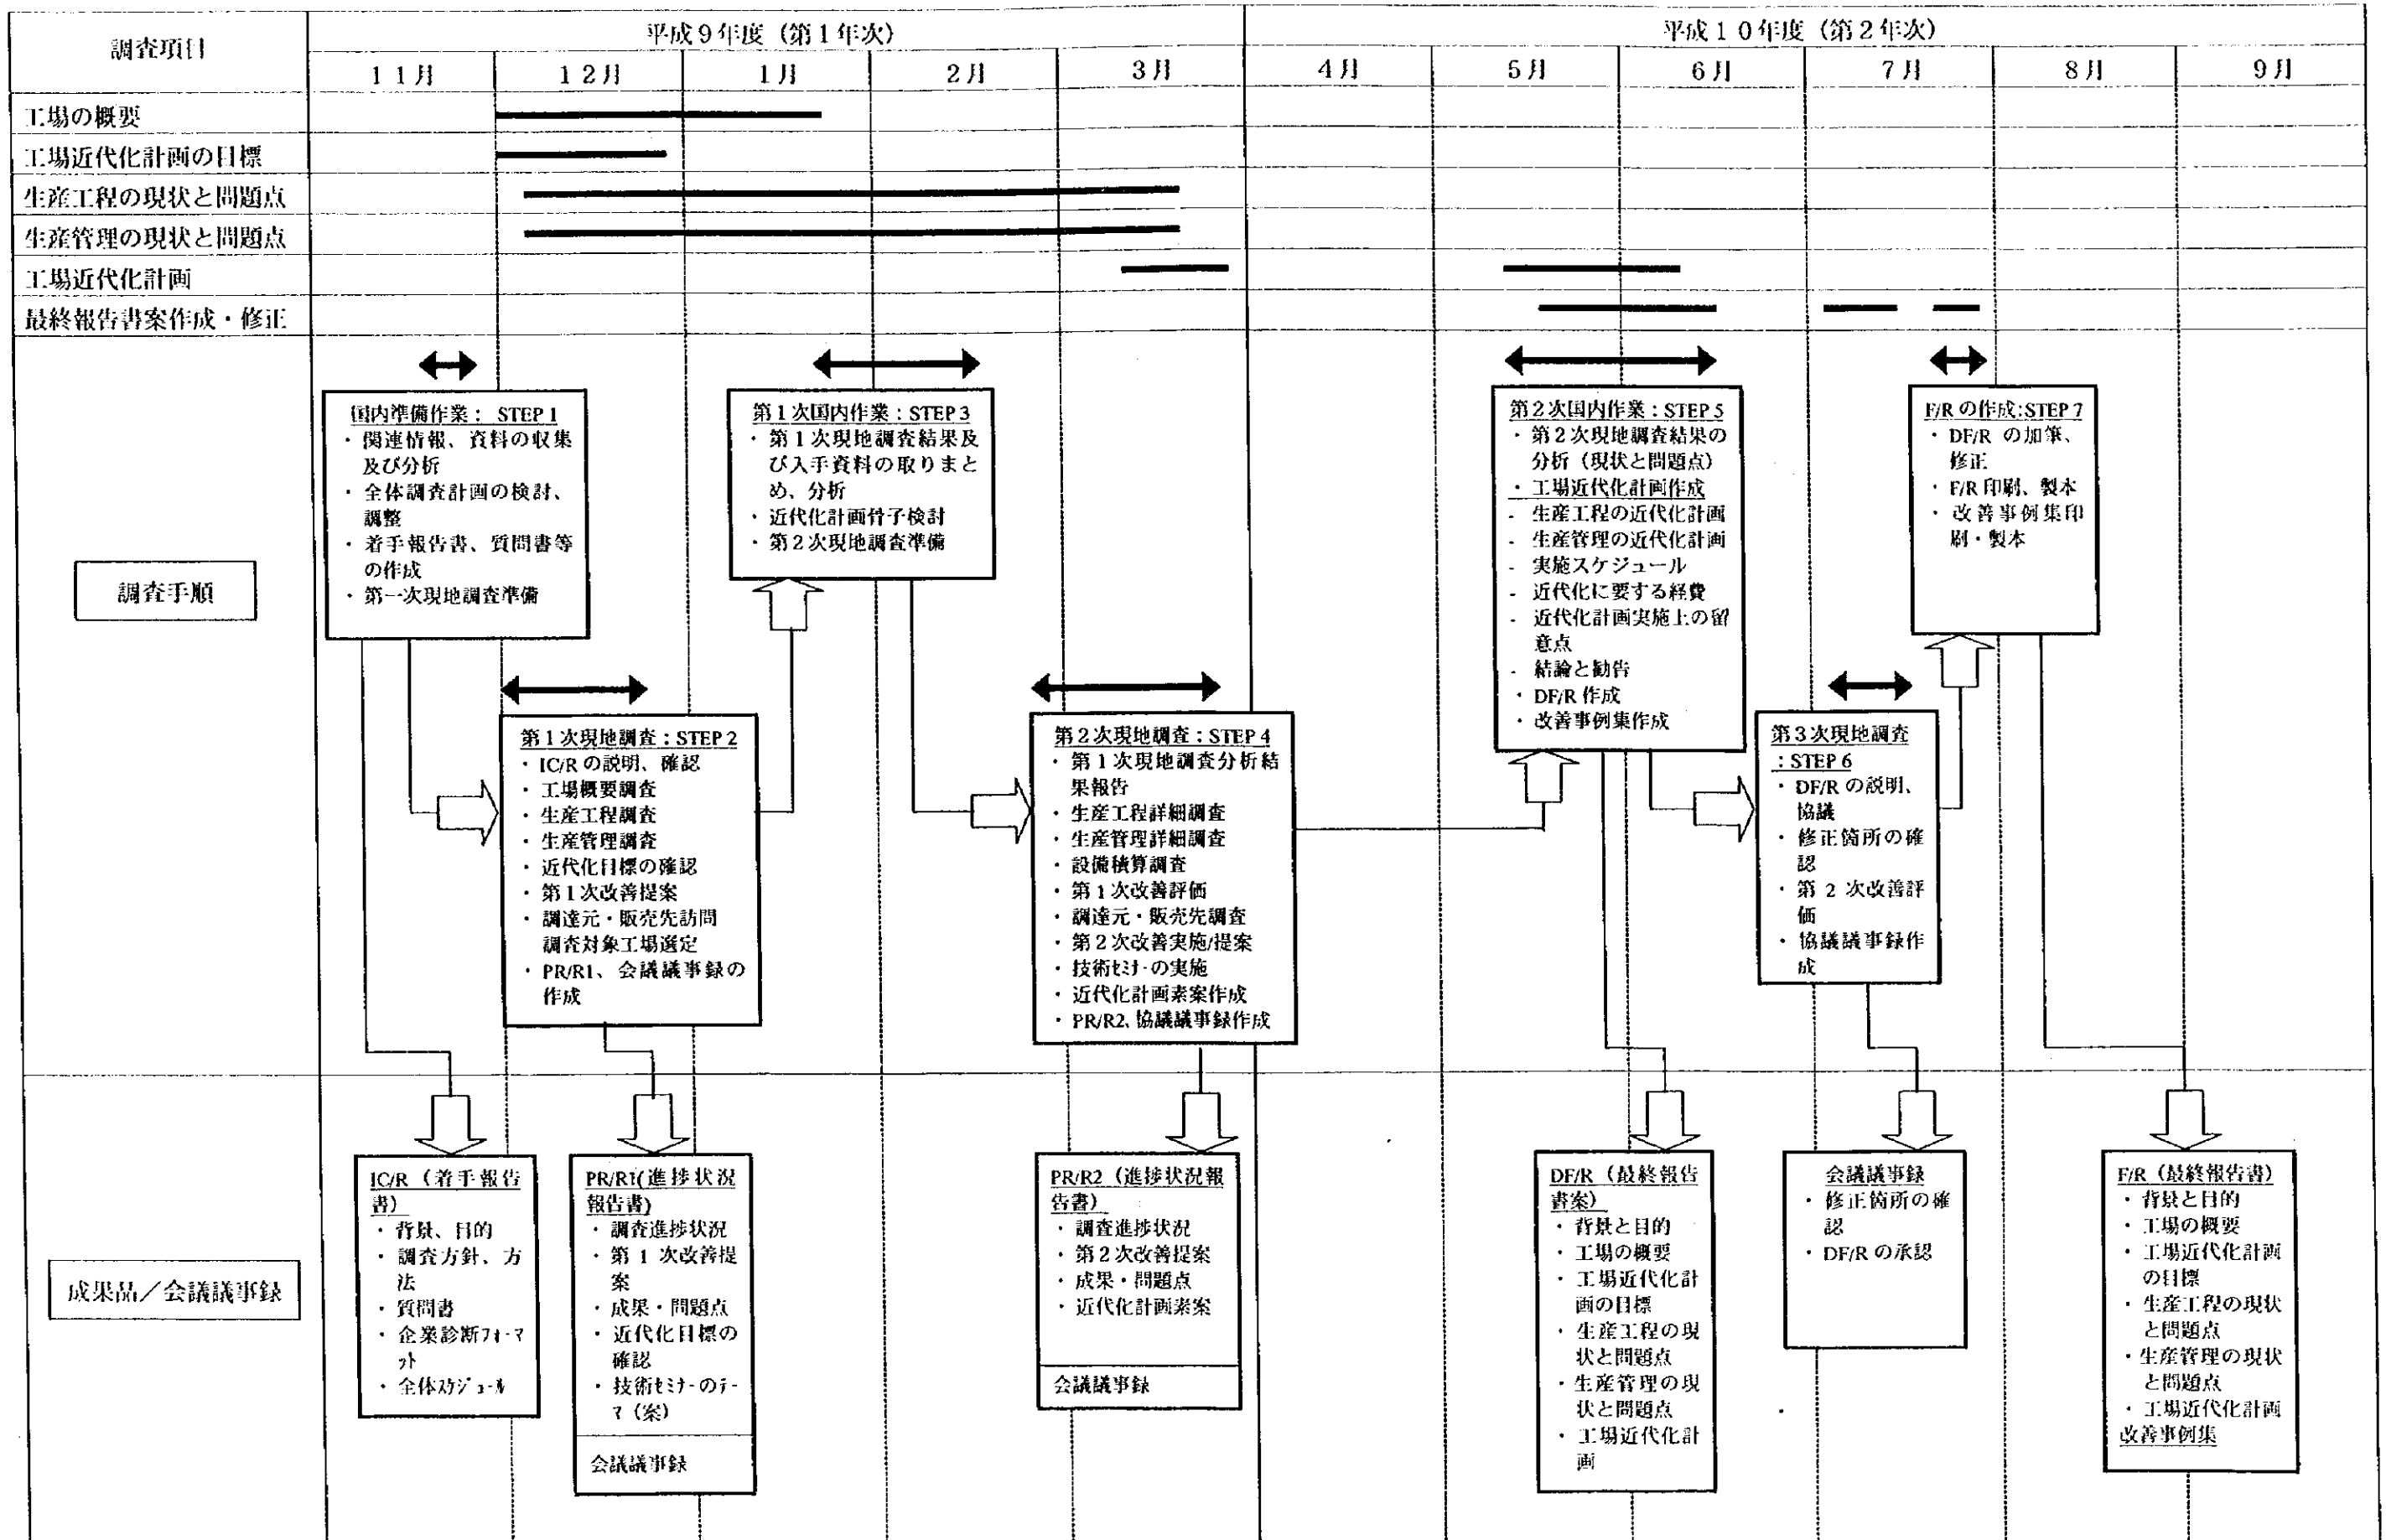 調査項目
平成9年度（第1年次）
平成10年度（第2年次）
11月
12月
1月
2月
3月
4月
5月
6月
7月
8月
9月
工場の概要
工場近代化計画の目標
生産工程の現状と問題点
生産管理の現状と問題点
工場近代化計画
最終報告書案作成・修正
調査手順
国内準備作業： STEP 1
・ 関連情報、資料の収集
及び分析
・ 全体調査計画の検討、
調整
・ 着手報告書、質問書等
の作成
・ 第一次現地調査準備
第1次現地調査：STEP 2
・ IC/R の説明、確認
・ 工場概要調査
・ 生産工程調査
・ 生産管理調査
・ 近代化目標の確認
・ 第1次改善提案
・ 調達元・販売先訪問
調査対象工場選定
・ PR/R1、会議議事録の
作成
第1次国内作業：STEP 3
・ 第1次現地調査結果及
び入手資料の取りまと
め、分析
・ 近代化計画骨子検討
・ 第2次現地調査準備
第2次現地調査：STEP 4
・ 第1次現地調査分析結
果報告
・ 生産工程詳細調査
・ 生産管理詳細調査
・ 設備積算調査
・ 第1次改善評価
・ 調達元・販売先調査
・ 第2次改善実施/提案
・ 技術ｾﾐﾅｰの実施
・ 近代化計画素案作成
・ PR/R2、協議議事録作成
第2次国内作業：STEP 5
・ 第2次現地調査結果の
分析（現状と問題点）
・ 工場近代化計画作成
- 生産工程の近代化計画
- 生産管理の近代化計画
- 実施スケジュール
- 近代化に要する経費
- 近代化計画実施上の留
意点
- 結論と勧告
・ DF/R 作成
・ 改善事例集作成
第3次現地調査
：STEP 6
・ DF/R の説明、
協議
・ 修正箇所の確
認
・ 第 2 次改善評
価
・ 協議議事録作
成
F/R の作成:STEP 7
・ DF/R の加筆、
修正
・ F/R 印刷、製本
・ 改善事例集印
刷・製本
成果品／会議議事録
IC/R（着手報告
書）
・ 背景、目的
・ 調査方針、方
法
・ 質問書
・ 企業診断ﾌｫｰﾏ
ｯﾄ
・ 全体ｽｹｼﾞｭｰﾙ
PR/R1(進捗状況
報告書)
・ 調査進捗状況
・ 第 1 次改善提
案
・ 成果・問題点
・ 近代化目標の
確認
・ 技術ｾﾐﾅｰのﾃｰ
ﾏ（案）
会議議事録
PR/R2（進捗状況報
告書）
・ 調査進捗状況
・ 第2次改善提案
・ 成果・問題点
・ 近代化計画素案
会議議事録
DF/R（最終報告
書案）
・ 背景と目的
・ 工場の概要
・ 工場近代化計
画の目標
・ 生産工程の現
状と問題点
・ 生産管理の現
状と問題点
・ 工場近代化計
画
会議議事録
・ 修正箇所の確
認
・ DF/R の承認
F/R（最終報告書）
・ 背景と目的
・ 工場の概要
・ 工場近代化計画
の目標
・ 生産工程の現状
と問題点
・生産管理の現状
と問題点
・ 工場近代化計画
改善事例集